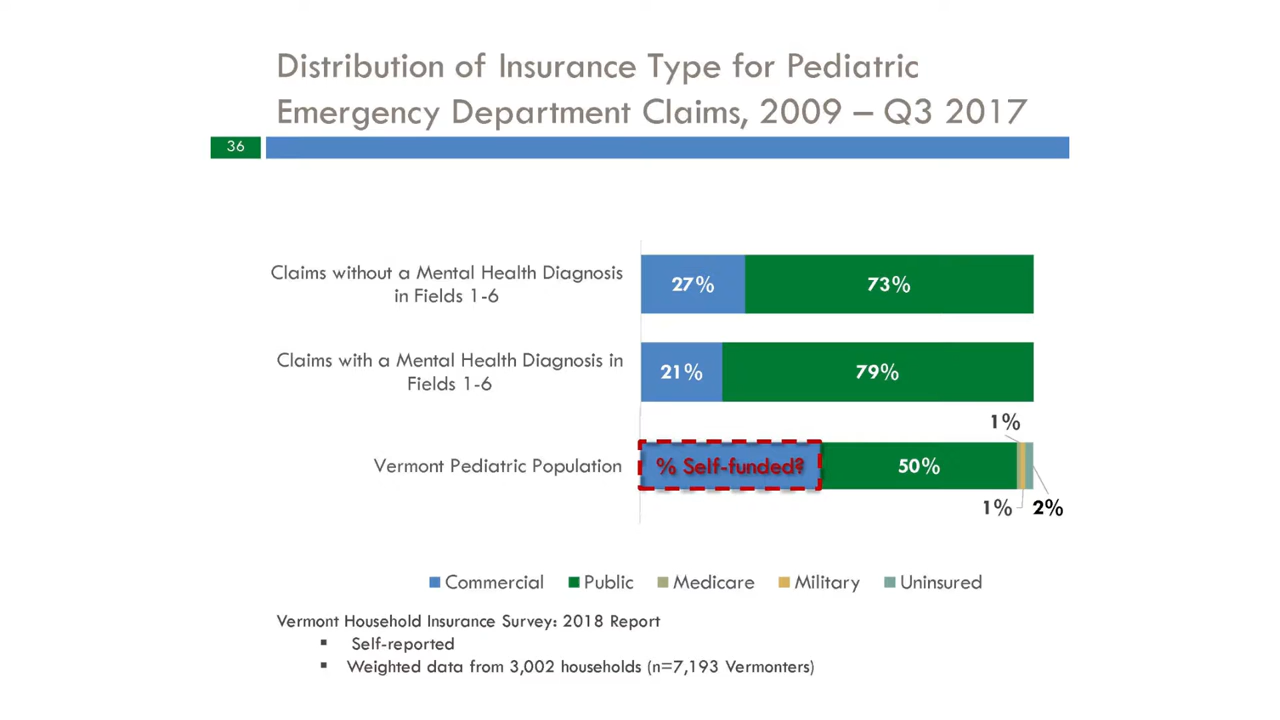 Distribution of Insurance Type for Pediatric
Emergency Department Claims, 2009 – Q3 2017
36
Claims without a Mental Health Diagnosis
in Fields 1-6
27%
73%
Claims with a Mental Health Diagnosis in
Fields 1-6
21%
79%
1%
Vermont Pediatric Population
% Self-funded?
50%
1%
2%
Commercial
Public
Medicare
Military
Uninsured
Vermont Household Insurance Survey: 2018 Report
▪ Self-reported
▪ Weighted data from 3,002 households (n=7,193 Vermonters)